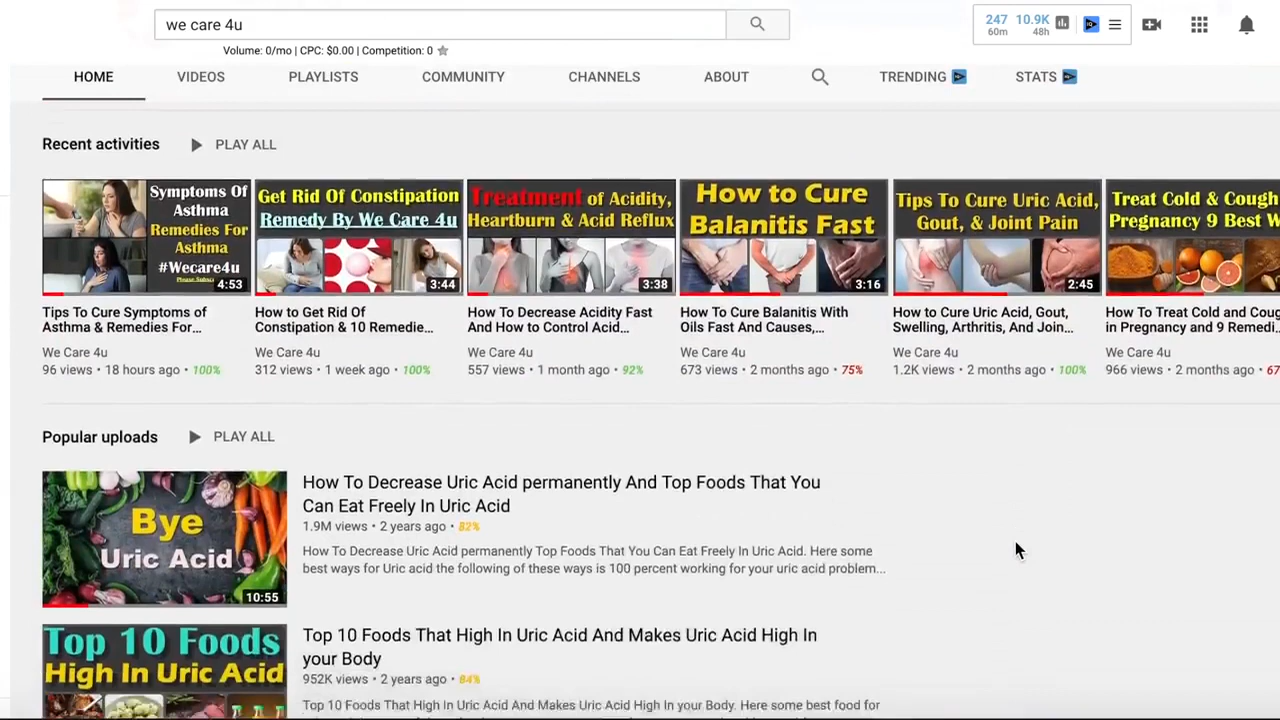 we care 4u
247 10.9K
60m 48h
Volume: 0/mo | CPC: $0.00 | Competition: 0
HOME VIDEOS PLAYLISTS COMMUNITY CHANNELS ABOUT TRENDING STATS
Recent activities PLAY ALL
Symptoms Of
Asthma
Remedies For
Asthma
#Wecare4u
4:53
Tips To Cure Symptoms of
Asthma & Remedies For...
We Care 4u
96 views • 18 hours ago • 100%
Get Rid Of Constipation
Remedy By We Care 4u
3:44
How to Get Rid Of
Constipation & 10 Remedie...
We Care 4u
312 views • 1 week ago • 100%
Treatment of Acidity,
Heartburn & Acid Reflux
3:38
How To Decrease Acidity Fast
And How to Control Acid...
We Care 4u
557 views • 1 month ago • 92%
How to Cure
Balanitis Fast
3:16
How To Cure Balanitis With
Oils Fast And Causes,...
We Care 4u
673 views • 2 months ago • 75%
Tips To Cure Uric Acid,
Gout, & Joint Pain
2:45
How to Cure Uric Acid, Gout,
Swelling, Arthritis, And Join...
We Care 4u
1.2K views • 2 months ago • 100%
Treat Cold & Cough
Pregnancy 9 Best W
How To Treat Cold and Coug
in Pregnancy and 9 Remedi...
We Care 4u
966 views • 2 months ago • 67
Popular uploads PLAY ALL
Bye
Uric Acid
10:55
How To Decrease Uric Acid permanently And Top Foods That You
Can Eat Freely In Uric Acid
1.9M views • 2 years ago • 82%
How To Decrease Uric Acid permanently Top Foods That You Can Eat Freely In Uric Acid. Here some
best ways for Uric acid the following of these ways is 100 percent working for your uric acid problem...
Top 10 Foods
High In Uric Acid
Top 10 Foods That High In Uric Acid And Makes Uric Acid High In
your Body
952K views • 2 years ago • 84%
Top 10 Foods That High In Uric Acid And Makes Uric Acid High In your Body. Here some best food for